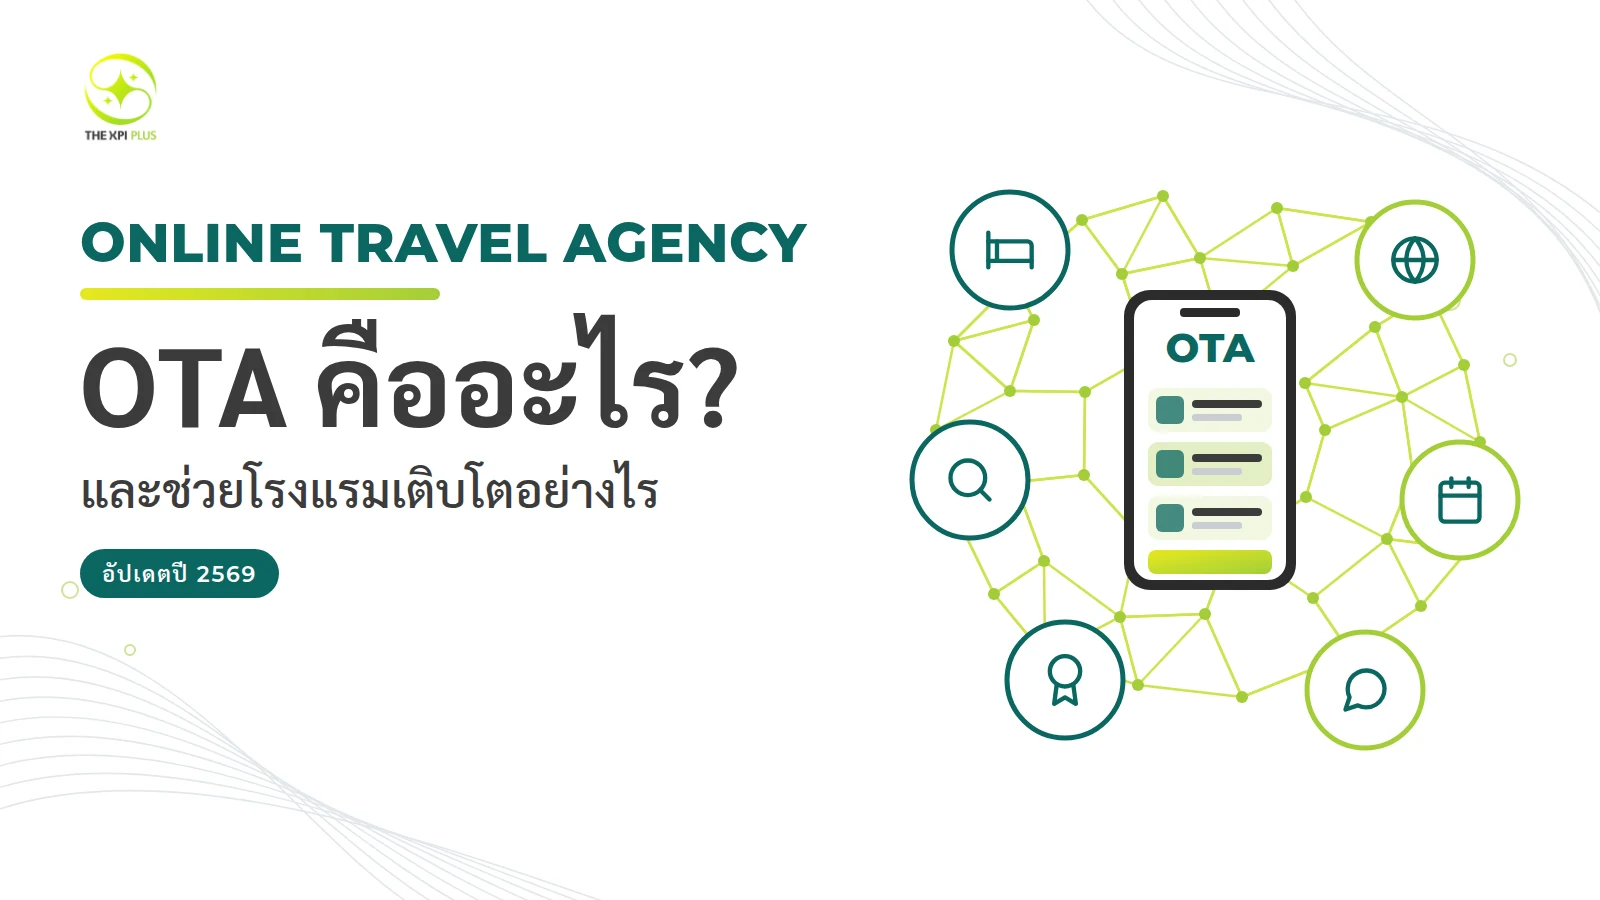 THE XPI PLUS
ONLINE TRAVEL AGENCY
OTA คืออะไร?
และช่วยโรงแรมเติบโตอย่างไร
อัปเดตปี 2569
OTA